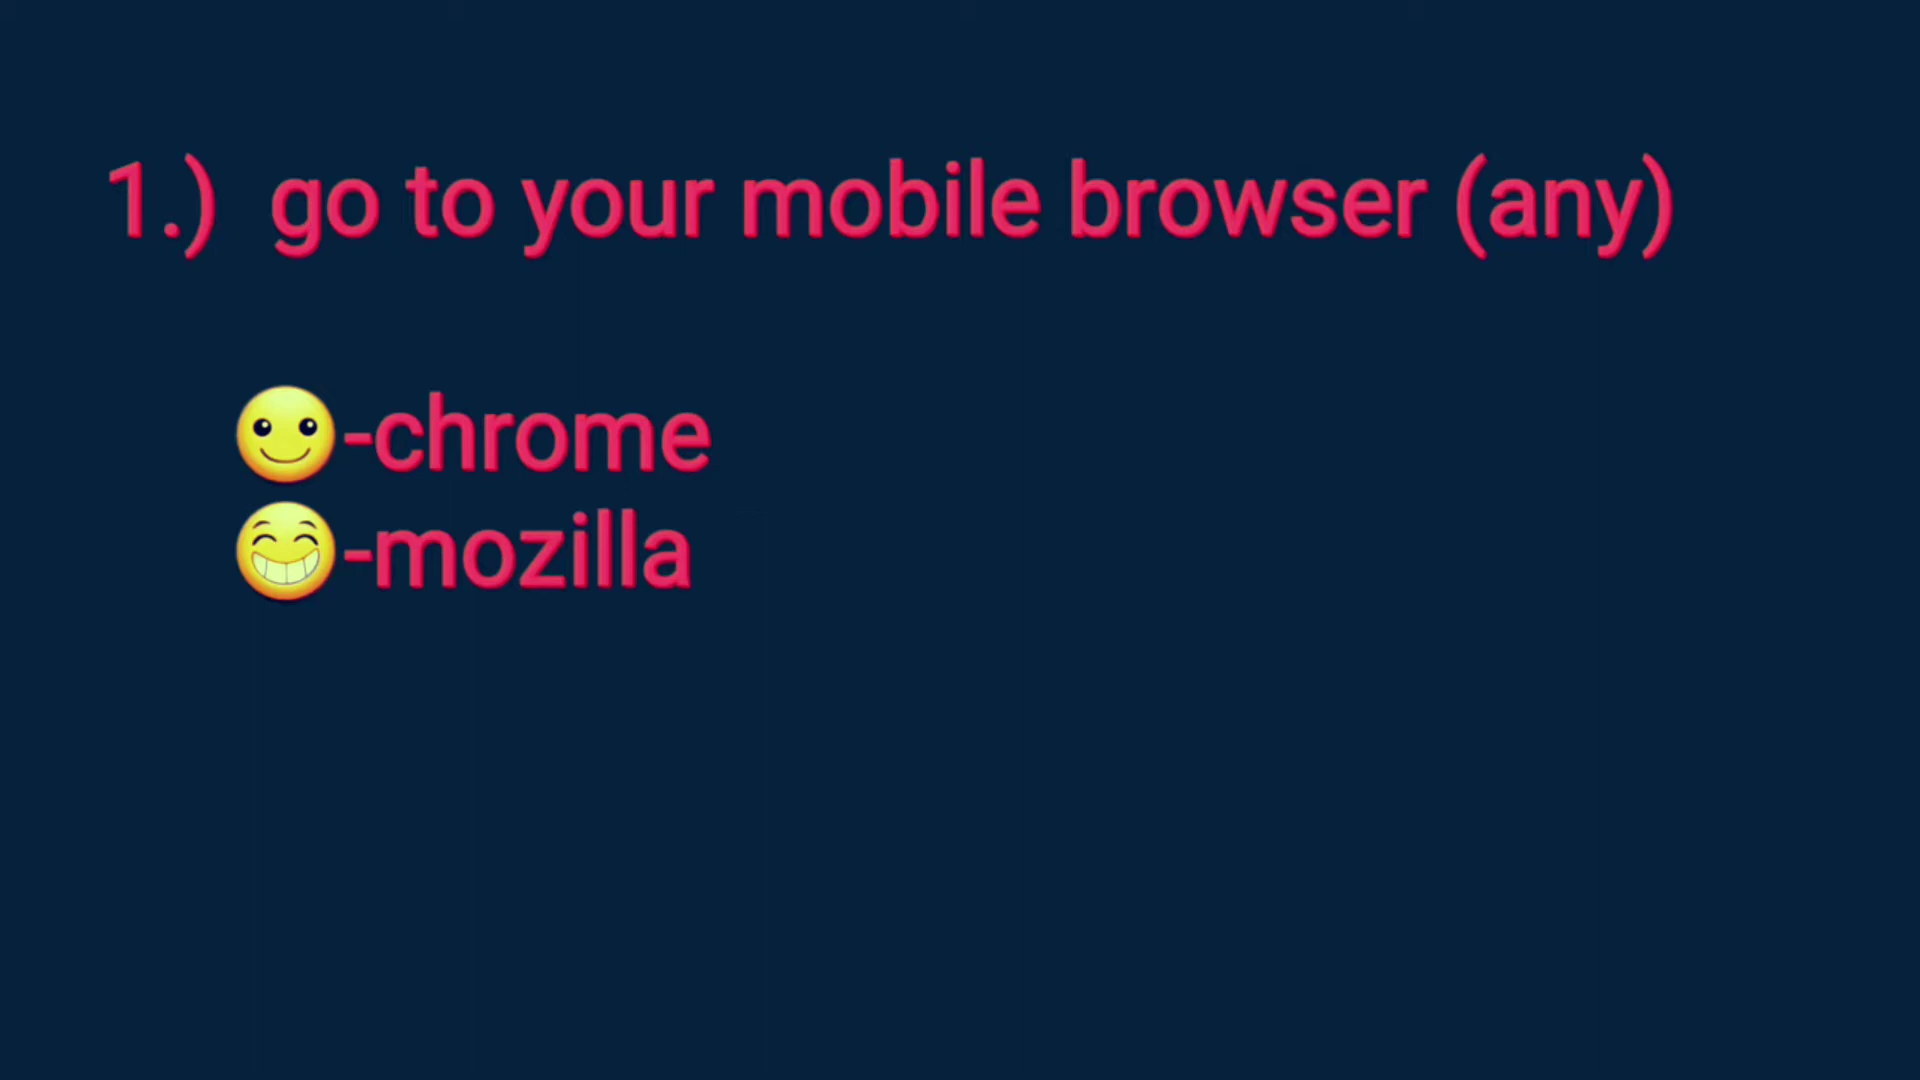 1.) go to your mobile browser (any)
🙂-chrome
😁-mozilla